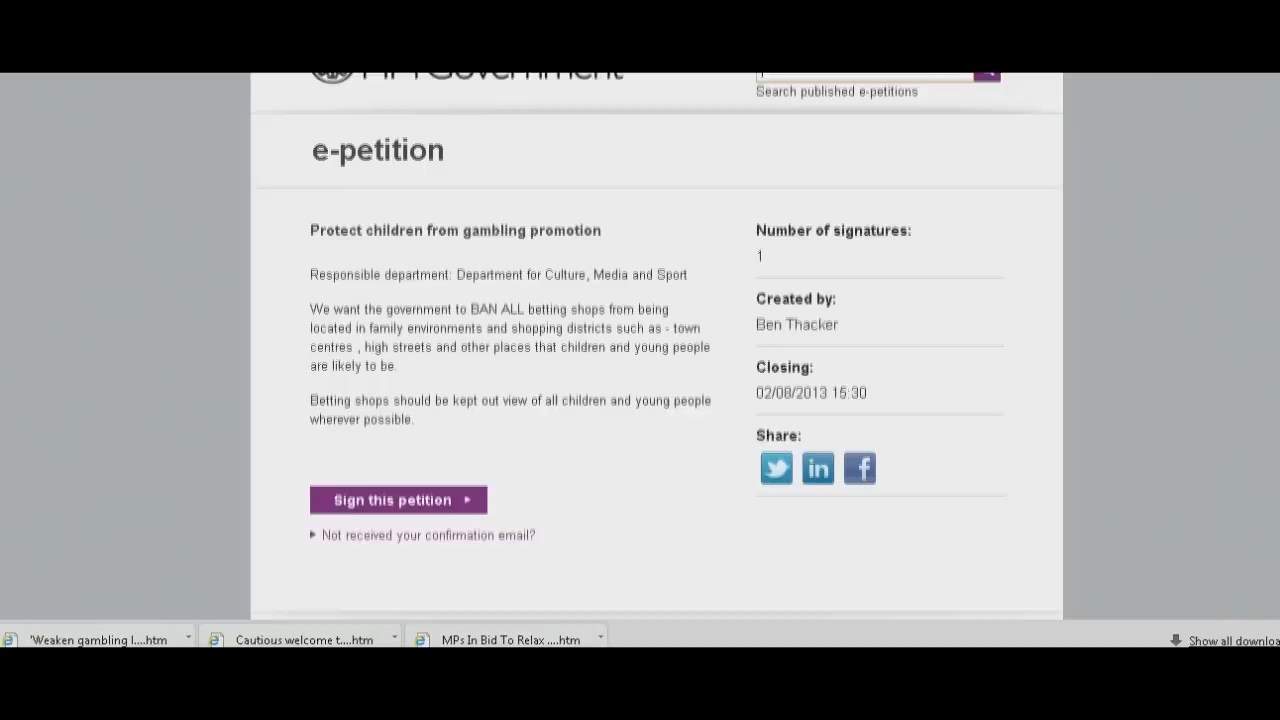 HM Government
Search published e-petitions
e-petition
Protect children from gambling promotion
Responsible department: Department for Culture, Media and Sport
We want the government to BAN ALL betting shops from being
located in family environments and shopping districts such as - town
centres , high streets and other places that children and young people
are likely to be.
Betting shops should be kept out view of all children and young people
wherever possible.
Sign this petition
Not received your confirmation email?
Number of signatures:
1
Created by:
Ben Thacker
Closing:
02/08/2013 15:30
Share:
in
f
'Weaken gambling l....htm
Cautious welcome t....htm
MPs In Bid To Relax ....htm
Show all downloa